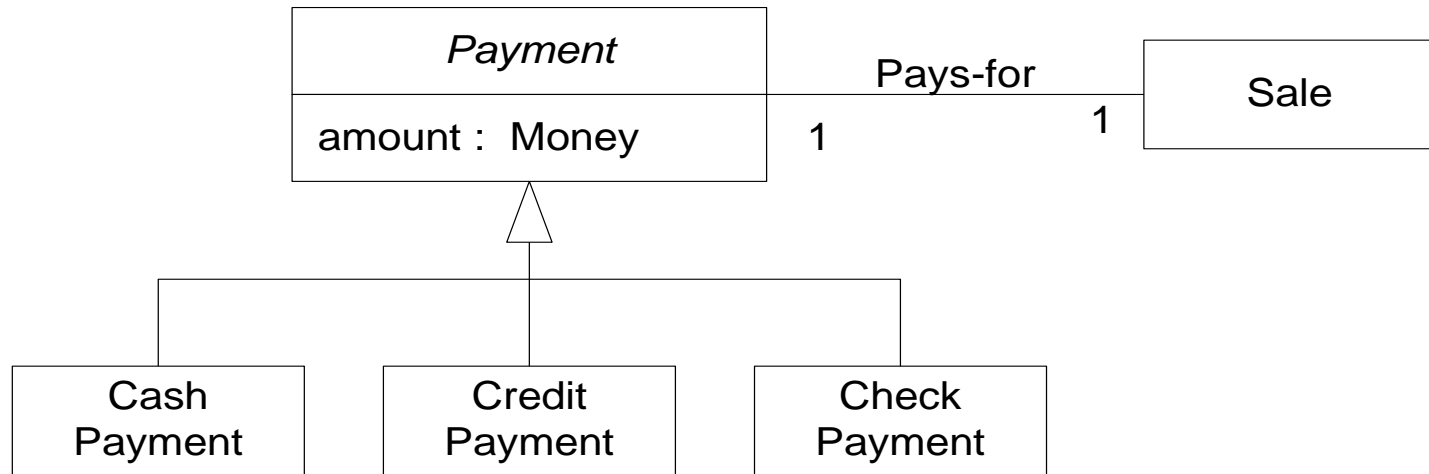 Payment
Pays-for
Sale
amount : Money
1
1
Cash
Payment
Credit
Payment
Check
Payment